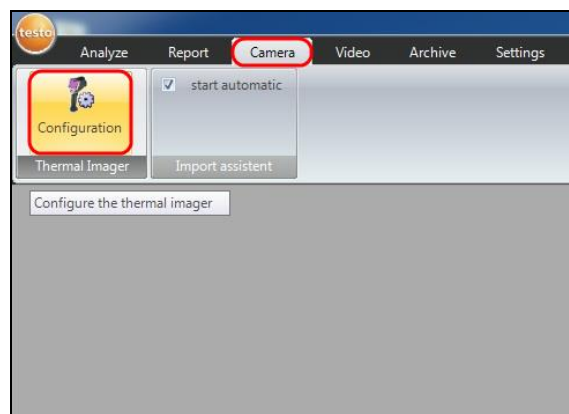 testo
Analyze Report Camera Video Archive Settings
start automatic
Configuration
Thermal Imager Import assistent
Configure the thermal imager